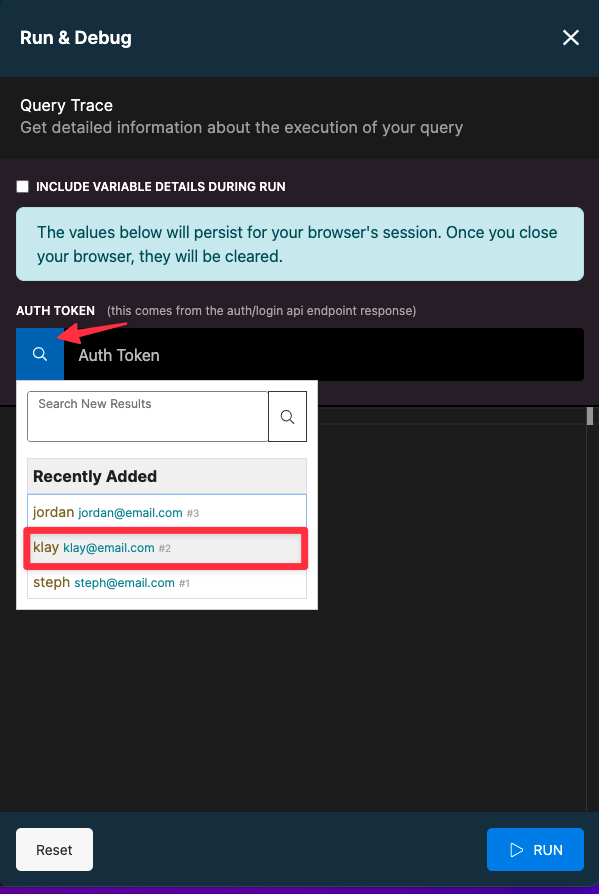 Run & Debug
Query Trace
Get detailed information about the execution of your query
INCLUDE VARIABLE DETAILS DURING RUN
The values below will persist for your browser's session. Once you close
your browser, they will be cleared.
AUTH TOKEN (this comes from the auth/login api endpoint response)
Auth Token
Search New Results
Recently Added
jordan jordan@email.com #3
klay klay@email.com #2
steph steph@email.com #1
Reset
RUN